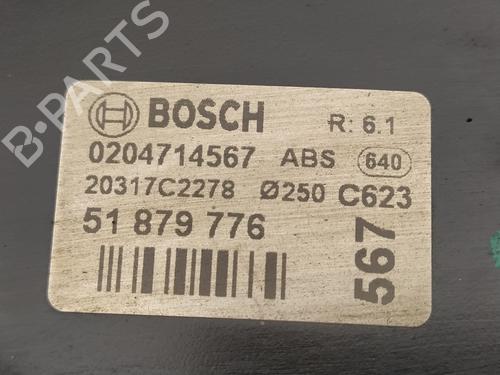 B-PARTS
BOSCH R: 6.1
0204714567 ABS 640
20317C2278 Ø250 C623
51 879 776
567